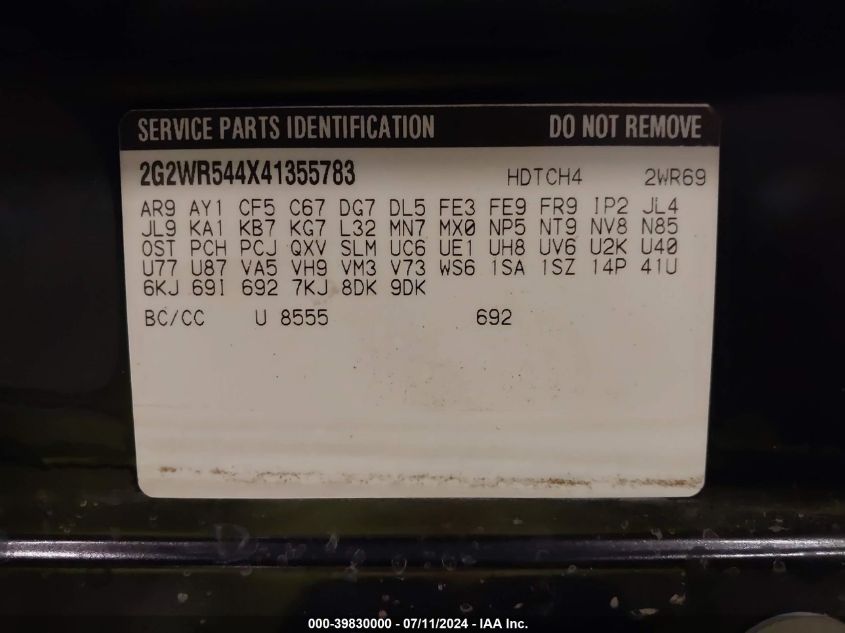 SERVICE PARTS IDENTIFICATION DO NOT REMOVE
2G2WR544X41355783 HDTCH4 2WR69
AR9 AY1 CF5 C67 DG7 DL5 FE3 FE9 FR9 IP2 JL4
JL9 KA1 KB7 KG7 L32 MN7 MX0 NP5 NT9 NV8 N85
OST PCH PCJ QXV SLM UC6 UE1 UH8 UV6 U2K U40
U77 U87 VA5 VH9 VM3 V73 WS6 1SA 1SZ 14P 41U
6KJ 69I 692 7KJ 8DK 9DK
BC/CC U 8555 692
000-39830000 - 07/11/2024 - IAA Inc.